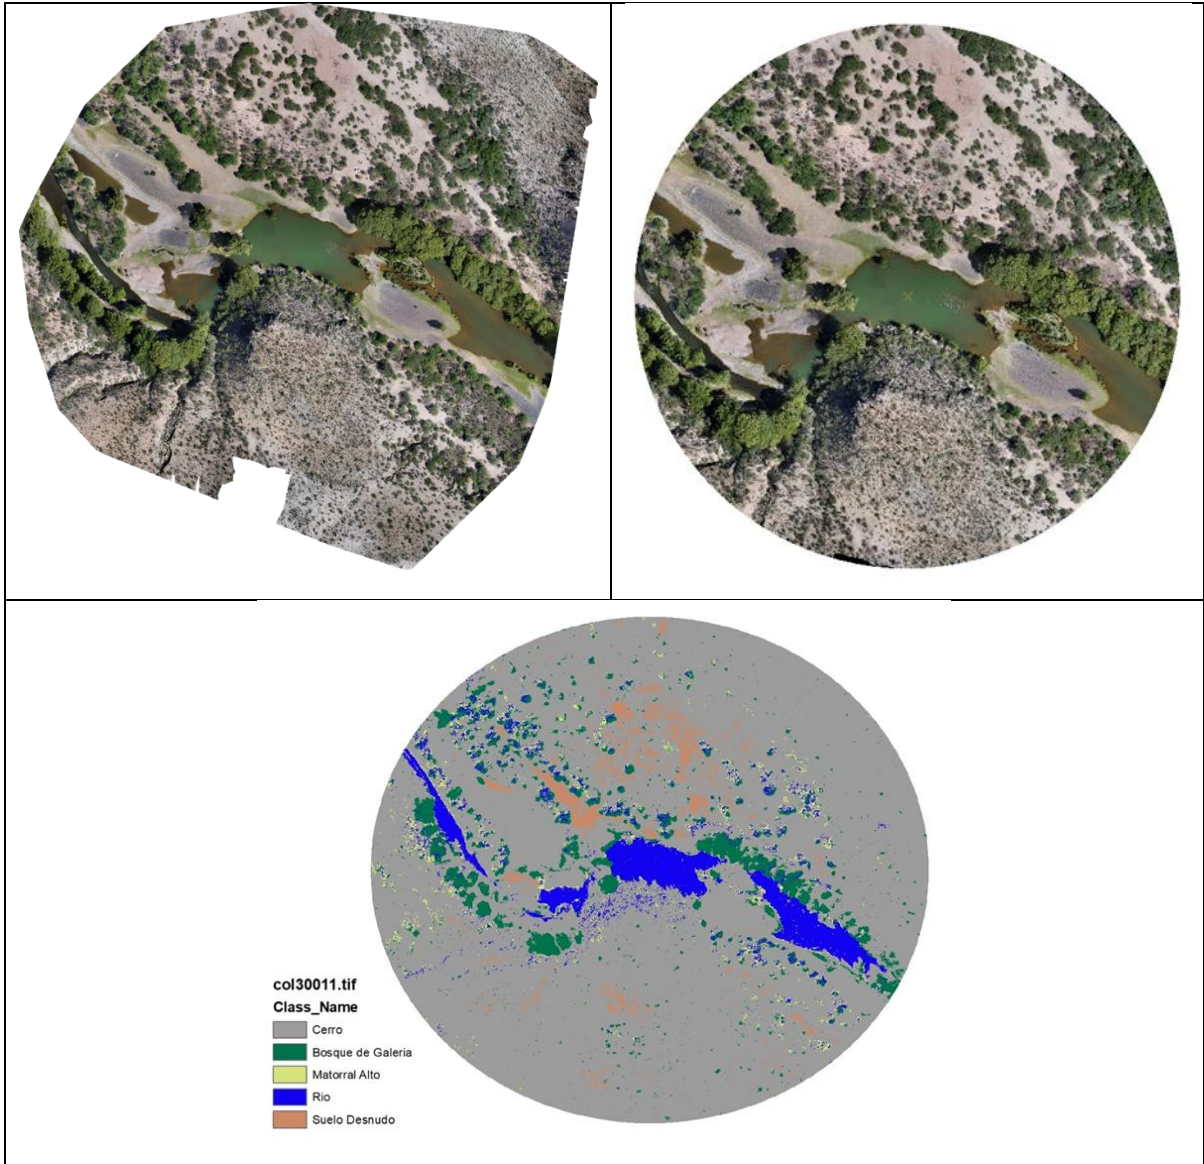 col30011.tif
Class_Name
Cerro
Bosque de Galeria
Matorral Alto
Rio
Suelo Desnudo